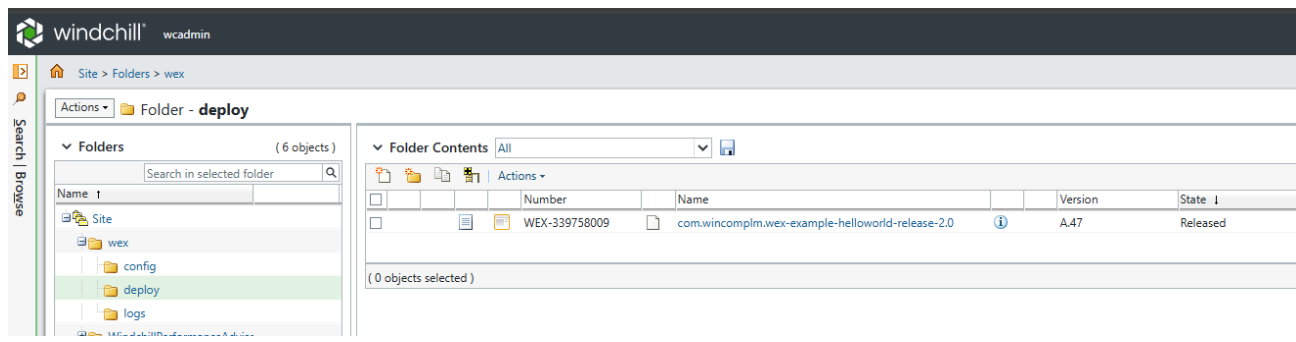 windchill® wcadmin
Site > Folders > wex
Actions Folder - deploy
Search | Browse
Folders ( 6 objects )
Search in selected folder
Name ↑
Site
wex
config
deploy
logs
Folder Contents All
Actions
Number Name Version State ↓
WEX-339758009 com.wincomplm.wex-example-helloworld-release-2.0 A.47 Released
( 0 objects selected )